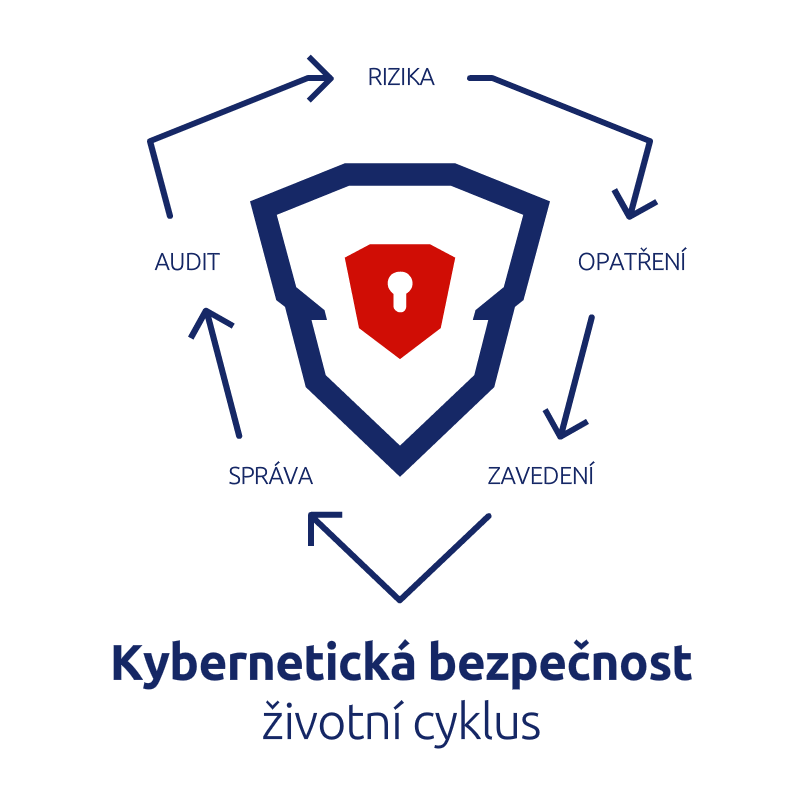 RIZIKA
AUDIT
OPATŘENÍ
SPRÁVA
ZAVEDENÍ
Kybernetická bezpečnost
životní cyklus